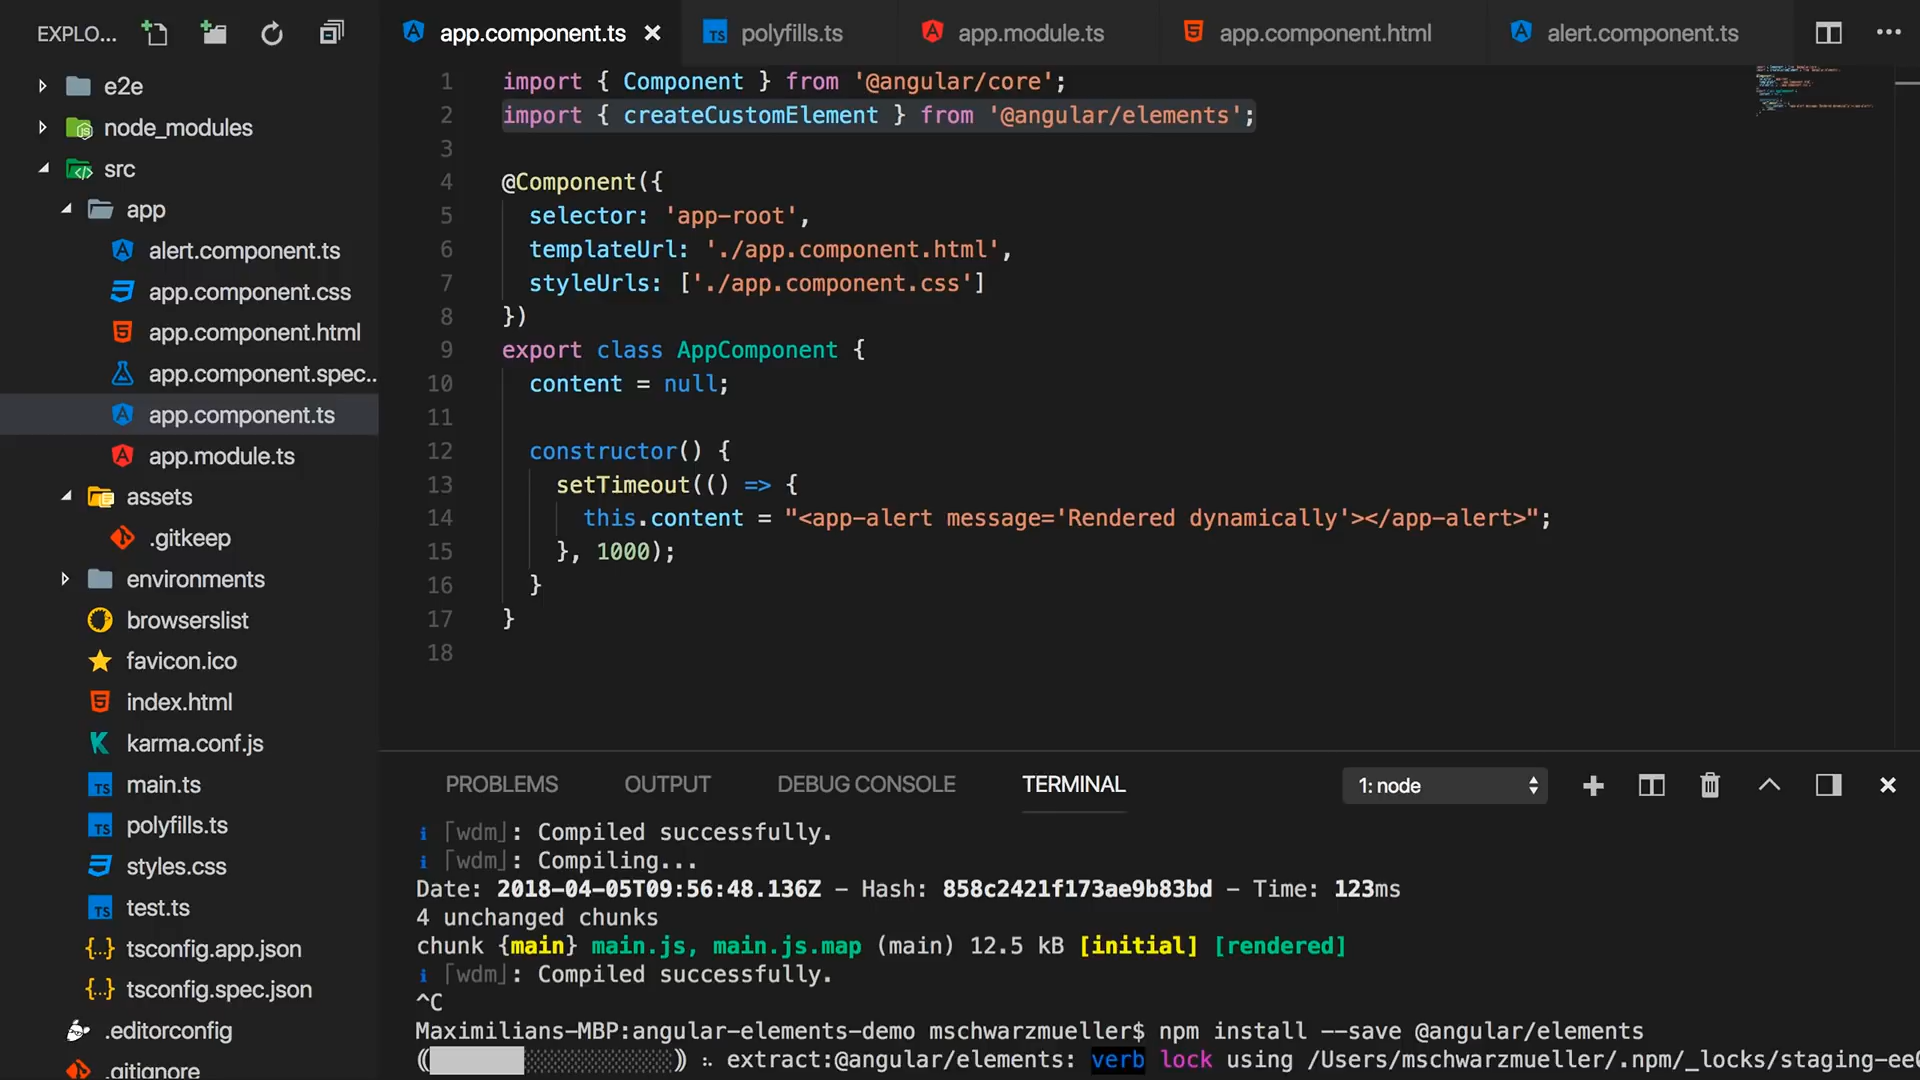 EXPLO...
app.component.ts
polyfills.ts
app.module.ts
app.component.html
alert.component.ts
e2e
node_modules
src
app
alert.component.ts
app.component.css
app.component.html
app.component.spec...
app.component.ts
app.module.ts
assets
.gitkeep
environments
browserslist
favicon.ico
index.html
karma.conf.js
main.ts
polyfills.ts
styles.css
test.ts
tsconfig.app.json
tsconfig.spec.json
.editorconfig
.gitignore
1 import { Component } from '@angular/core';
2 import { createCustomElement } from '@angular/elements';
3
4 @Component({
5 selector: 'app-root',
6 templateUrl: './app.component.html',
7 styleUrls: ['./app.component.css']
8 })
9 export class AppComponent {
10 content = null;
11
12 constructor() {
13 setTimeout(() => {
14 this.content = "<app-alert message='Rendered dynamically'></app-alert>";
15 }, 1000);
16 }
17 }
18
PROBLEMS OUTPUT DEBUG CONSOLE TERMINAL 1: node
i ｢wdm｣: Compiled successfully.
i ｢wdm｣: Compiling...
Date: 2018-04-05T09:56:48.136Z – Hash: 858c2421f173ae9b83bd – Time: 123ms
4 unchanged chunks
chunk {main} main.js, main.js.map (main) 12.5 kB [initial] [rendered]
i ｢wdm｣: Compiled successfully.
^C
Maximilians-MBP:angular-elements-demo mschwarzmueller$ npm install --save @angular/elements
extract:@angular/elements: verb lock using /Users/mschwarzmueller/.npm/_locks/staging-ee